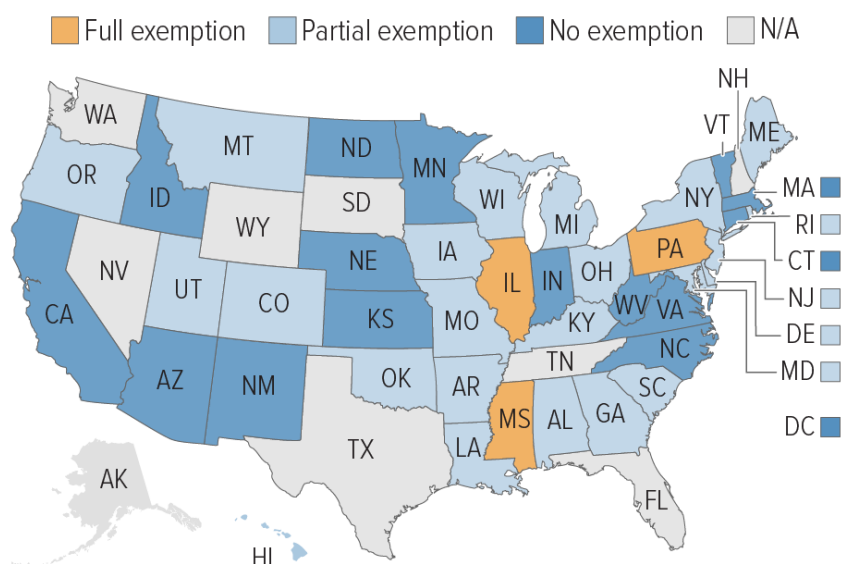 Full exemption Partial exemption No exemption N/A
NH
VT
WA
ME
MT
ND
MN
OR
ID
WI
NY
MA
SD
MI
RI
WY
IA
PA
CT
NE
NV
IL
IN
OH
UT
NJ
CO
CA
WV
VA
MO
KS
KY
DE
NC
TN
MD
AZ
NM
OK
AR
SC
MS
AL
GA
DC
TX
LA
AK
FL
HI